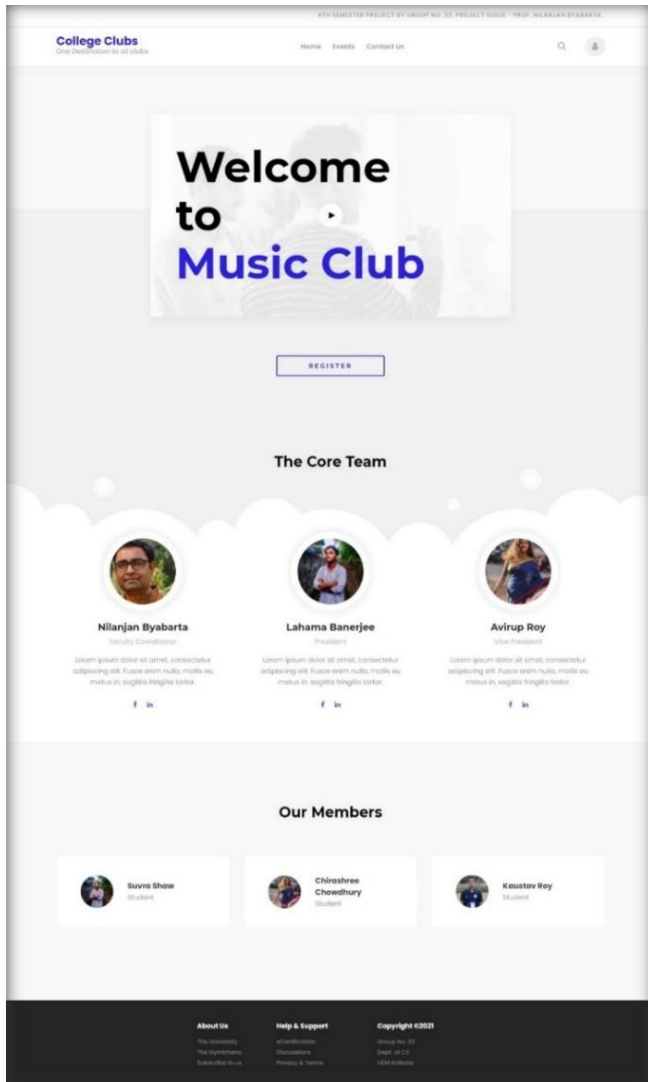 4TH SEMESTER PROJECT BY GROUP NO. 33, PROJECT GUIDE - PROF. NILANJAN BYABARTA
College Clubs
One Destination to all clubs
Home Events Contact Us
Welcome
to
Music Club
REGISTER
The Core Team
Nilanjan Byabarta
Faculty Coordinator
Lorem ipsum dolor sit amet, consectetur
adipiscing elit. Fusce enim nulla, mollis eu
metus in, sagittis fringilla tortor.
f in
Lahama Banerjee
President
Lorem ipsum dolor sit amet, consectetur
adipiscing elit. Fusce enim nulla, mollis eu
metus in, sagittis fringilla tortor.
f in
Avirup Roy
Vice President
Lorem ipsum dolor sit amet, consectetur
adipiscing elit. Fusce enim nulla, mollis eu
metus in, sagittis fringilla tortor.
f in
Our Members
Suvra Shaw
Student
Chirashree
Chowdhury
Student
Kaustav Roy
Student
About Us
The University
The Gymkhana
Subscribe to us
Help & Support
Discussions
Privacy & Terms
Copyright ©2021
Group No. 33
Dept. of CS
UEM Kolkata